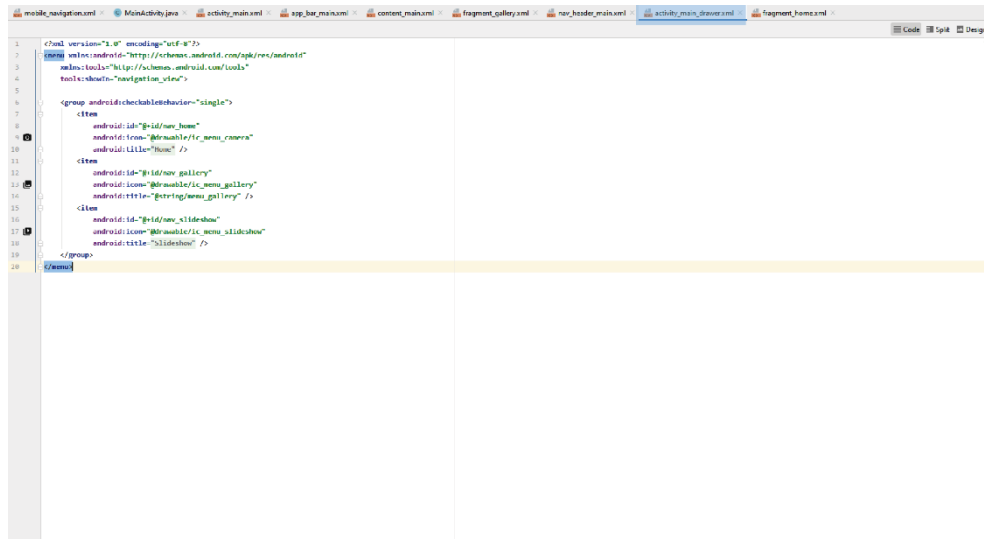 mobile_navigation.xml MainActivity.java activity_main.xml app_bar_main.xml content_main.xml fragment_gallery.xml nav_header_main.xml activity_main_drawer.xml fragment_home.xml
Code Split Design
1 <?xml version="1.0" encoding="utf-8"?>
2 <menu xmlns:android="http://schemas.android.com/apk/res/android"
3 xmlns:tools="http://schemas.android.com/tools"
4 tools:showIn="navigation_view">
5
6 <group android:checkableBehavior="single">
7 <item
8 android:id="@+id/nav_home"
9 android:icon="@drawable/ic_menu_camera"
10 android:title="Home" />
11 <item
12 android:id="@+id/nav_gallery"
13 android:icon="@drawable/ic_menu_gallery"
14 android:title="@string/menu_gallery" />
15 <item
16 android:id="@+id/nav_slideshow"
17 android:icon="@drawable/ic_menu_slideshow"
18 android:title="Slideshow" />
19 </group>
20 </menu>